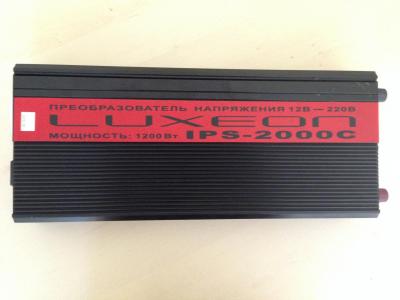 ПРЕОБРАЗОВАТЕЛЬ НАПРЯЖЕНИЯ 12В — 220В
LUXEON
МОЩНОСТЬ: 1200 Вт IPS-2000C